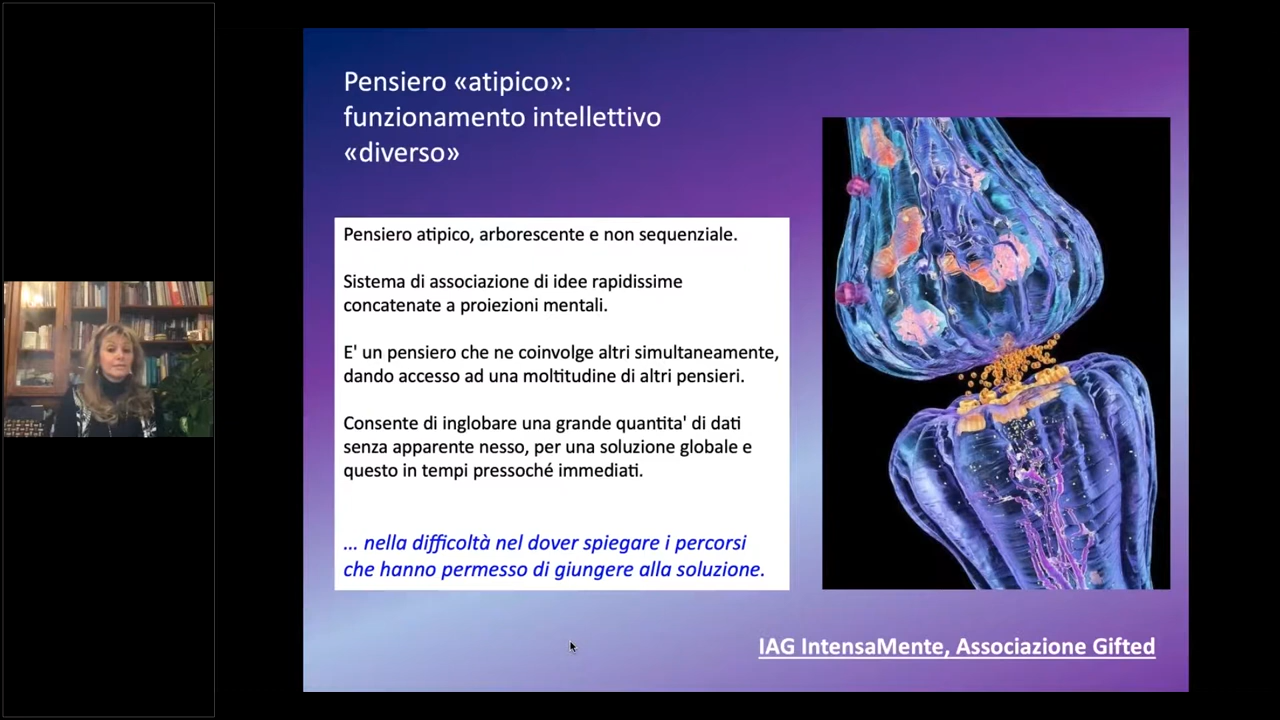 Pensiero «atipico»:
funzionamento intellettivo
«diverso»
Pensiero atipico, arborescente e non sequenziale.
Sistema di associazione di idee rapidissime
concatenate a proiezioni mentali.
E' un pensiero che ne coinvolge altri simultaneamente,
dando accesso ad una moltitudine di altri pensieri.
Consente di inglobare una grande quantita' di dati
senza apparente nesso, per una soluzione globale e
questo in tempi pressoché immediati.
... nella difficoltà nel dover spiegare i percorsi
che hanno permesso di giungere alla soluzione.
IAG IntensaMente, Associazione Gifted